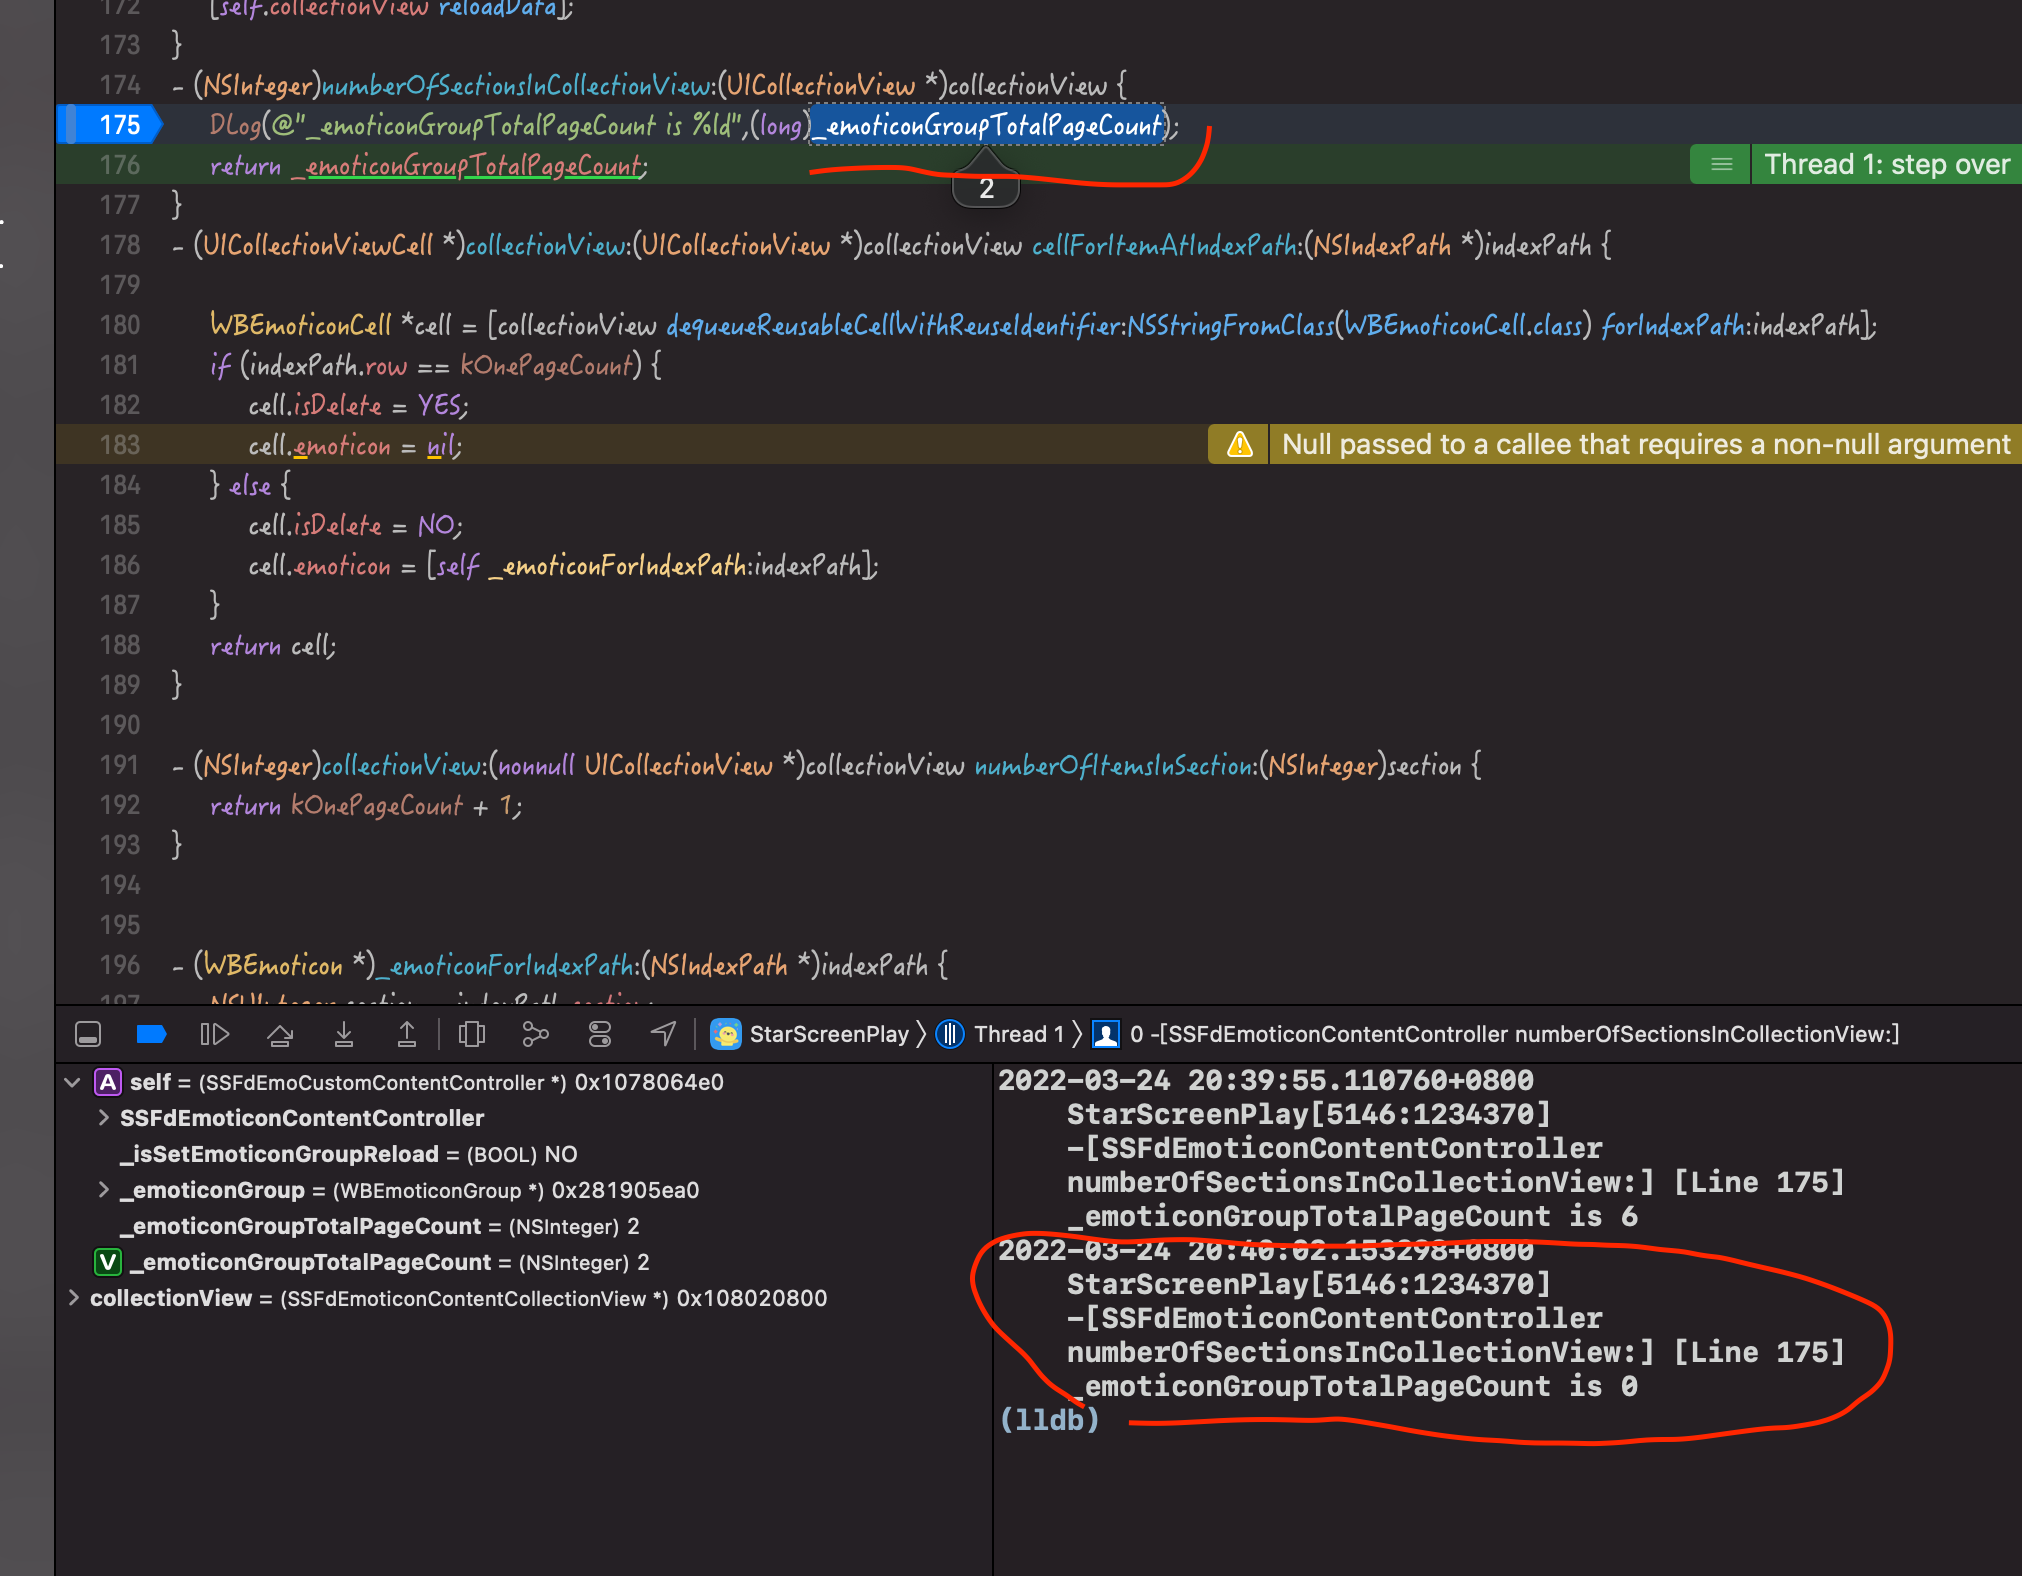 172 [self.collectionView reloadData];
173 }
174 - (NSInteger)numberOfSectionsInCollectionView:(UICollectionView *)collectionView {
175 DLog(@"_emoticonGroupTotalPageCount is %ld",(long)_emoticonGroupTotalPageCount);
176 return _emoticonGroupTotalPageCount; Thread 1: step over
2
177 }
178 - (UICollectionViewCell *)collectionView:(UICollectionView *)collectionView cellForItemAtIndexPath:(NSIndexPath *)indexPath {
179
180 WBEmoticonCell *cell = [collectionView dequeueReusableCellWithReuseIdentifier:NSStringFromClass(WBEmoticonCell.class) forIndexPath:indexPath];
181 if (indexPath.row == kOnePageCount) {
182 cell.isDelete = YES;
183 cell.emoticon = nil; Null passed to a callee that requires a non-null argument
184 } else {
185 cell.isDelete = NO;
186 cell.emoticon = [self _emoticonForIndexPath:indexPath];
187 }
188 return cell;
189 }
190
191 - (NSInteger)collectionView:(nonnull UICollectionView *)collectionView numberOfItemsInSection:(NSInteger)section {
192 return kOnePageCount + 1;
193 }
194
195
196 - (WBEmoticon *)_emoticonForIndexPath:(NSIndexPath *)indexPath {
197 NSUInteger section = indexPath.section;
StarScreenPlay Thread 1 0 -[SSFdEmoticonContentController numberOfSectionsInCollectionView:]
A self = (SSFdEmoCustomContentController *) 0x1078064e0
SSFdEmoticonContentController
_isSetEmoticonGroupReload = (BOOL) NO
_emoticonGroup = (WBEmoticonGroup *) 0x281905ea0
_emoticonGroupTotalPageCount = (NSInteger) 2
V _emoticonGroupTotalPageCount = (NSInteger) 2
collectionView = (SSFdEmoticonContentCollectionView *) 0x108020800
2022-03-24 20:39:55.110760+0800
StarScreenPlay[5146:1234370]
-[SSFdEmoticonContentController
numberOfSectionsInCollectionView:] [Line 175]
_emoticonGroupTotalPageCount is 6
2022-03-24 20:40:02.153298+0800
StarScreenPlay[5146:1234370]
-[SSFdEmoticonContentController
numberOfSectionsInCollectionView:] [Line 175]
_emoticonGroupTotalPageCount is 0
(lldb)